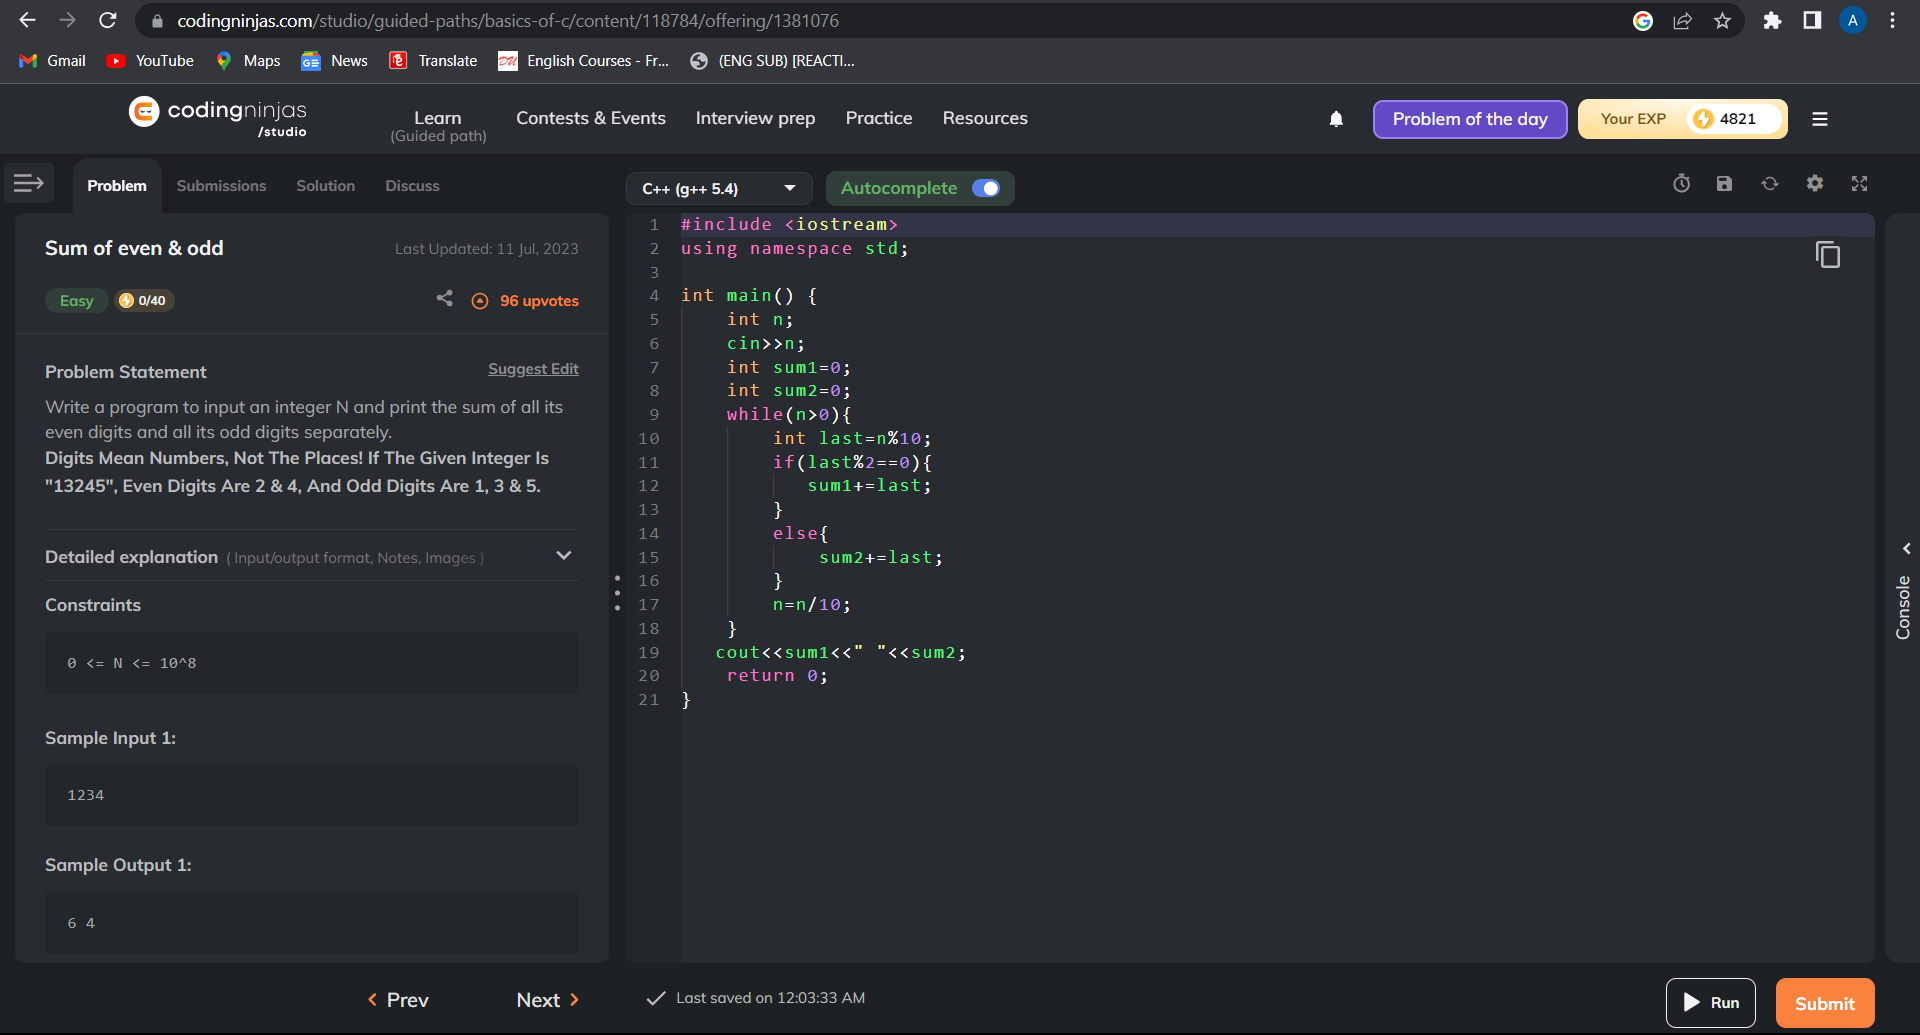 codingninjas.com/studio/guided-paths/basics-of-c/content/118784/offering/1381076
A
Gmail YouTube Maps News Translate English Courses - Fr... (ENG SUB) [REACTI...
codingninjas
/studio
Learn
(Guided path)
Contests & Events Interview prep Practice Resources
Problem of the day
Your EXP 4821
Problem Submissions Solution Discuss
Sum of even & odd
Last Updated: 11 Jul, 2023
Easy 0/40
96 upvotes
Problem Statement
Suggest Edit
Write a program to input an integer N and print the sum of all its
even digits and all its odd digits separately.
Digits Mean Numbers, Not The Places! If The Given Integer Is
"13245", Even Digits Are 2 & 4, And Odd Digits Are 1, 3 & 5.
Detailed explanation ( Input/output format, Notes, Images )
Constraints
0 <= N <= 10^8
Sample Input 1:
1234
Sample Output 1:
6 4
Prev
Next
C++ (g++ 5.4)
Autocomplete
1 #include <iostream>
2 using namespace std;
3
4 int main() {
5 int n;
6 cin>>n;
7 int sum1=0;
8 int sum2=0;
9 while(n>0){
10 int last=n%10;
11 if(last%2==0){
12 sum1+=last;
13 }
14 else{
15 sum2+=last;
16 }
17 n=n/10;
18 }
19 cout<<sum1<<" "<<sum2;
20 return 0;
21 }
Console
Last saved on 12:03:33 AM
Run
Submit